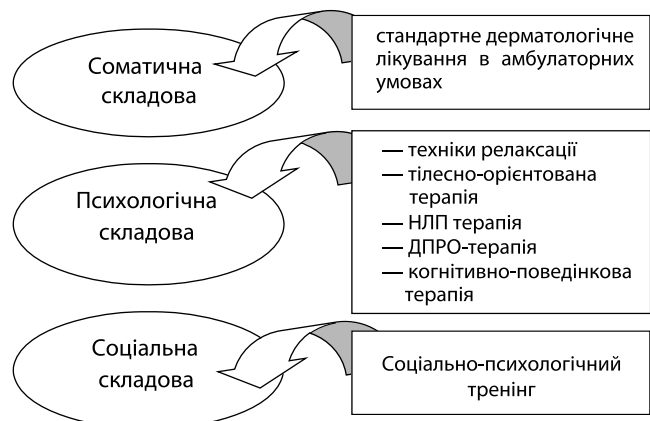 Соматична
складова
стандартне дерматологічне
лікування в амбулаторних
умовах
Психологічна
складова
— техніки релаксації
— тілесно-орієнтована
терапія
— НЛП терапія
— ДПРО-терапія
— когнітивно-поведінкова
терапія
Соціальна
складова
Соціально-психологічний
тренінг